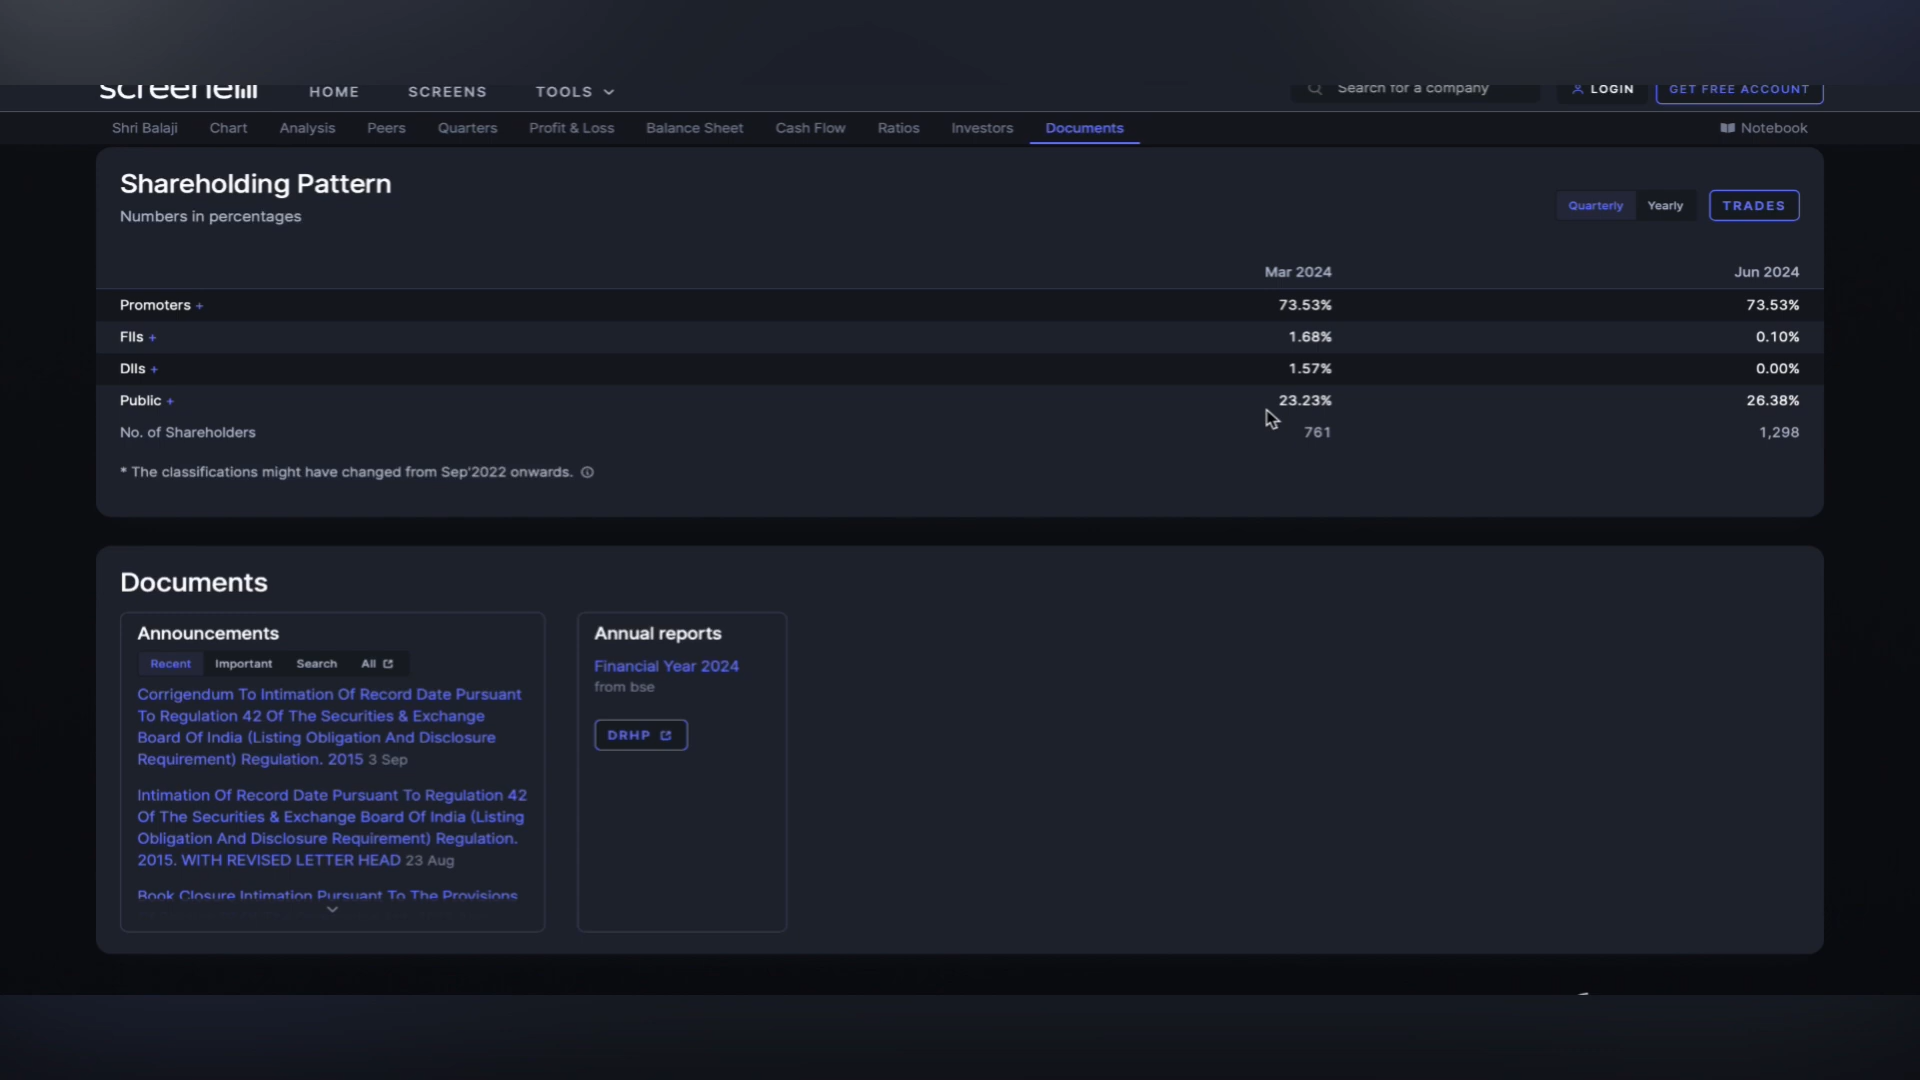 screener
HOME SCREENS TOOLS
Search for a company
LOGIN
GET FREE ACCOUNT
Shri Balaji Chart Analysis Peers Quarters Profit & Loss Balance Sheet Cash Flow Ratios Investors Documents Notebook
Shareholding Pattern
Numbers in percentages
Quarterly Yearly TRADES
Mar 2024 Jun 2024
Promoters + 73.53% 73.53%
FIIs + 1.68% 0.10%
DIIs + 1.57% 0.00%
Public + 23.23% 26.38%
No. of Shareholders 761 1,298
* The classifications might have changed from Sep'2022 onwards.
Documents
Announcements
Recent Important Search All
Corrigendum To Intimation Of Record Date Pursuant
To Regulation 42 Of The Securities & Exchange
Board Of India (Listing Obligation And Disclosure
Requirement) Regulation. 2015 3 Sep
Intimation Of Record Date Pursuant To Regulation 42
Of The Securities & Exchange Board Of India (Listing
Obligation And Disclosure Requirement) Regulation.
2015. WITH REVISED LETTER HEAD 23 Aug
Book Closure Intimation Pursuant To The Provisions
Annual reports
Financial Year 2024
from bse
DRHP